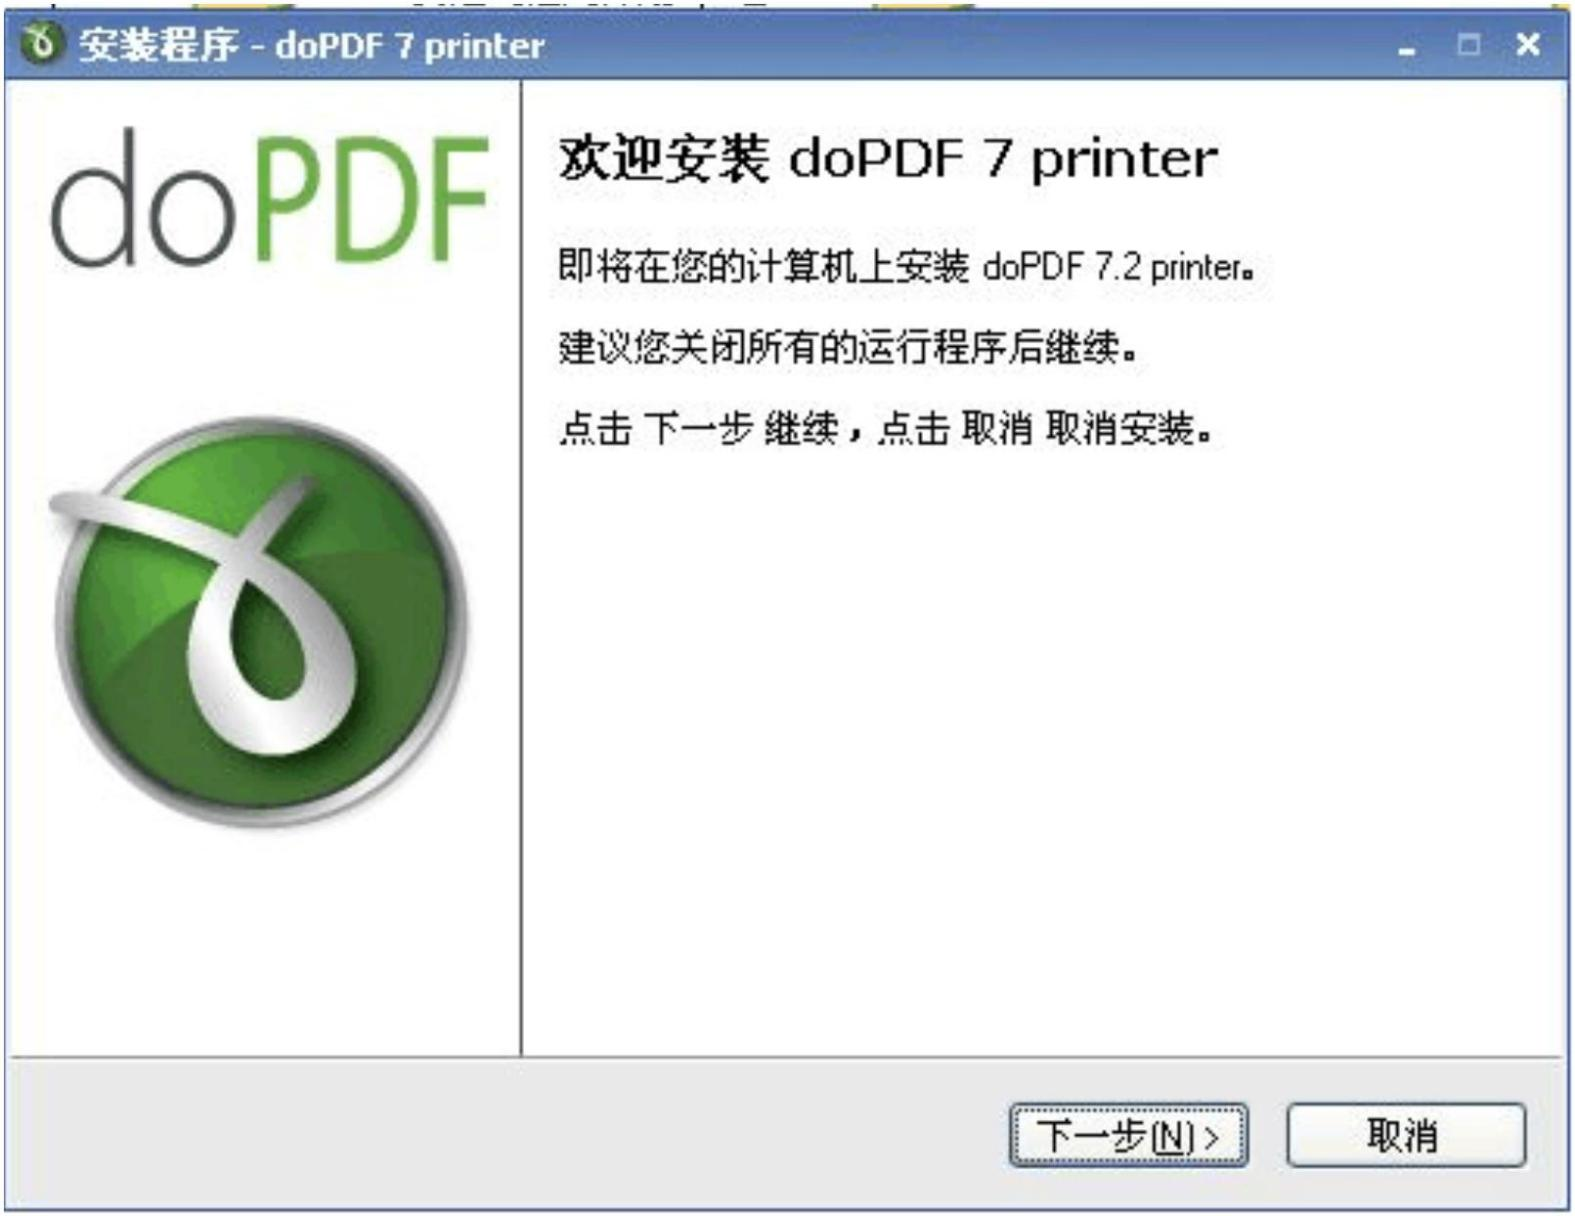 安装程序 - doPDF 7 printer
doPDF
欢迎安装 doPDF 7 printer
即将在您的计算机上安装 doPDF 7.2 printer。
建议您关闭所有的运行程序后继续。
点击 下一步 继续，点击 取消 取消安装。
下一步(N) >
取消